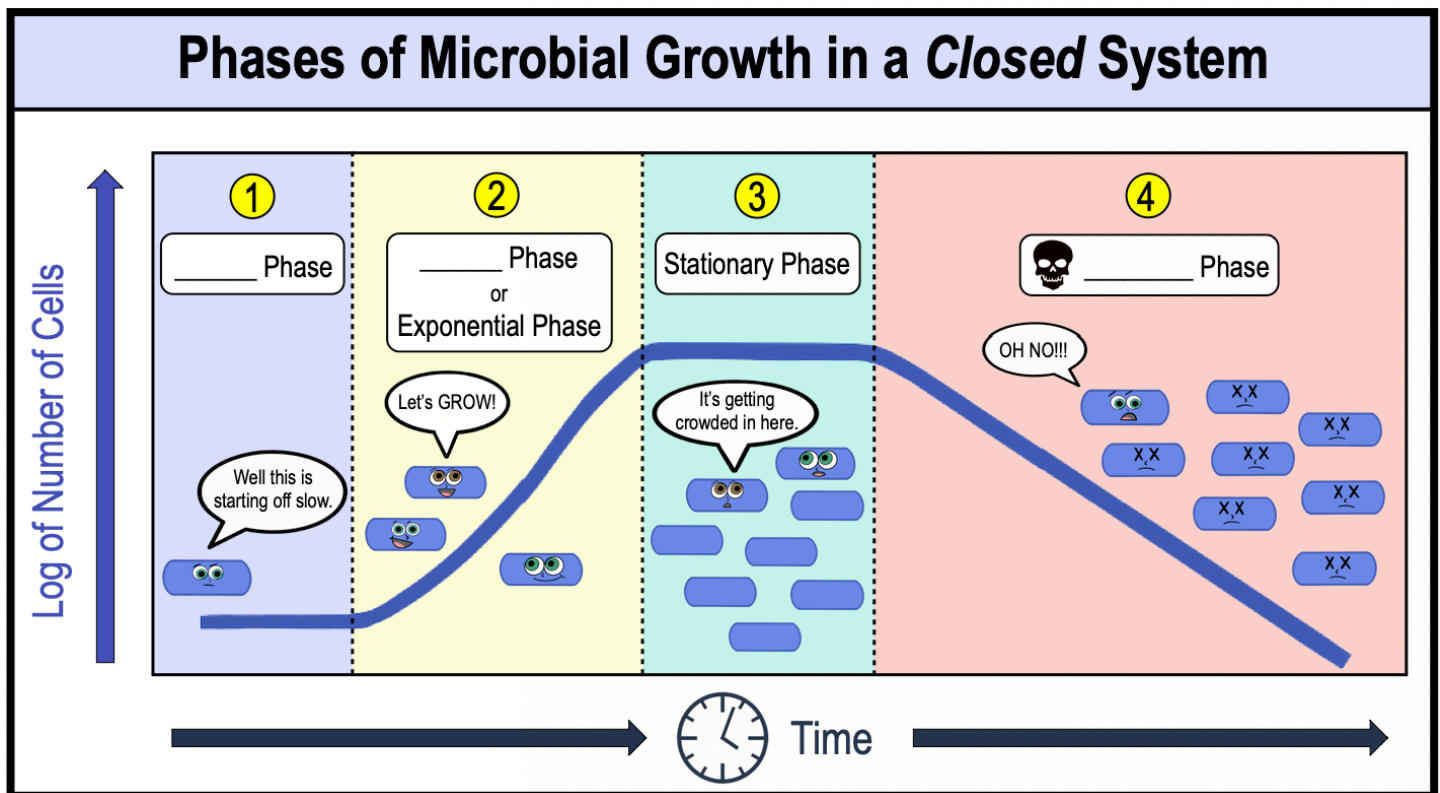 Phases of Microbial Growth in a Closed System
Log of Number of Cells
1
______ Phase
Well this is
starting off slow.
2
______ Phase
or
Exponential Phase
Let's GROW!
3
Stationary Phase
It's getting
crowded in here.
4
________ Phase
OH NO!!!
X X
X X
X X
X X
X X
X X
X X
Time